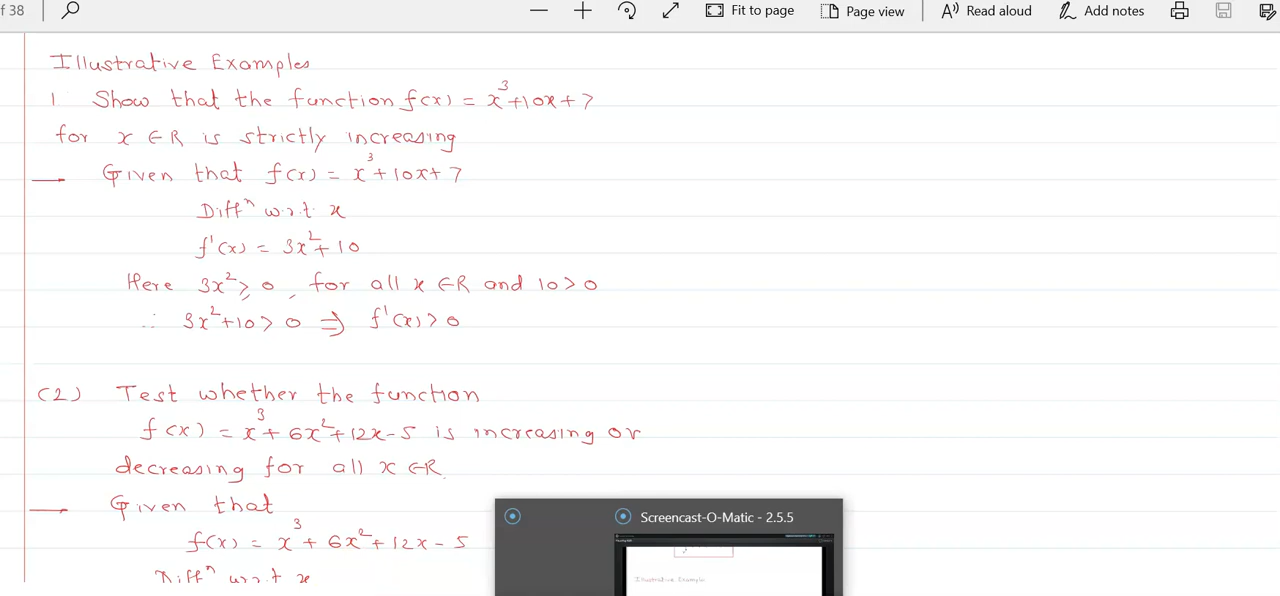 f 38
Fit to page
Page view
Read aloud
Add notes
Illustrative Examples
1. Show that the function f(x) = x³+10x+7
for x ∈ R is strictly increasing
Given that f(x) = x³+10x+7
Diffⁿ w.r.t. x
f'(x) = 3x²+10
Here 3x² ≥ 0, for all x ∈ R and 10 > 0
∴ 3x²+10 > 0 ⇒ f'(x) > 0
(2) Test whether the function
f(x) = x³+6x²+12x-5 is increasing or
decreasing for all x ∈ R.
Given that
f(x) = x³+6x²+12x-5
Diffⁿ w.r.t x
Screencast-O-Matic - 2.5.5
Illustrative Example